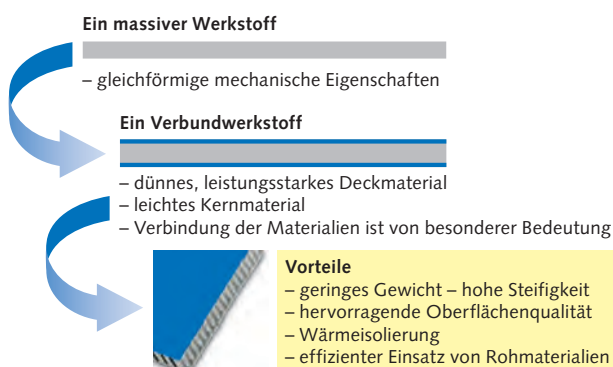 Ein massiver Werkstoff
– gleichförmige mechanische Eigenschaften
Ein Verbundwerkstoff
– dünnes, leistungsstarkes Deckmaterial
– leichtes Kernmaterial
– Verbindung der Materialien ist von besonderer Bedeutung
Vorteile
– geringes Gewicht – hohe Steifigkeit
– hervorragende Oberflächenqualität
– Wärmeisolierung
– effizienter Einsatz von Rohmaterialien